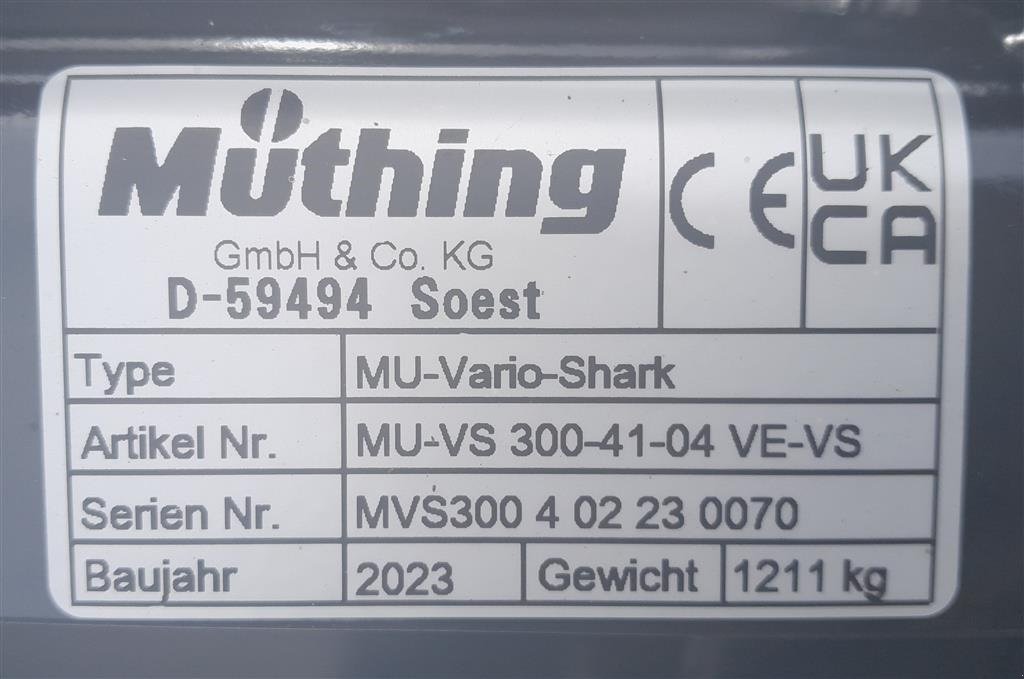 Müthing
GmbH & Co. KG
D-59494 Soest
CE
UK
CA
Type MU-Vario-Shark
Artikel Nr. MU-VS 300-41-04 VE-VS
Serien Nr. MVS300 4 02 23 0070
Baujahr 2023 Gewicht 1211 kg